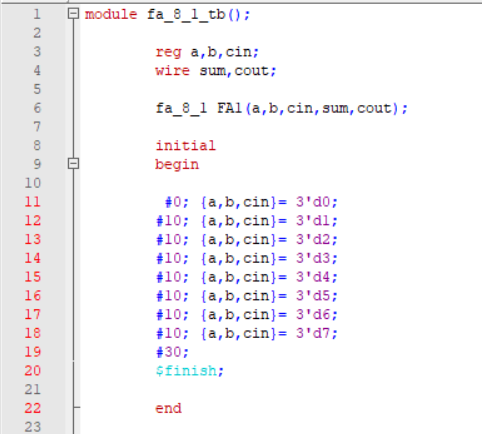 1 module fa_8_1_tb();
2
3 reg a,b,cin;
4 wire sum,cout;
5
6 fa_8_1 FA1(a,b,cin,sum,cout);
7
8 initial
9 begin
10
11 #0; {a,b,cin}= 3'd0;
12 #10; {a,b,cin}= 3'd1;
13 #10; {a,b,cin}= 3'd2;
14 #10; {a,b,cin}= 3'd3;
15 #10; {a,b,cin}= 3'd4;
16 #10; {a,b,cin}= 3'd5;
17 #10; {a,b,cin}= 3'd6;
18 #10; {a,b,cin}= 3'd7;
19 #30;
20 $finish;
21
22 end
23